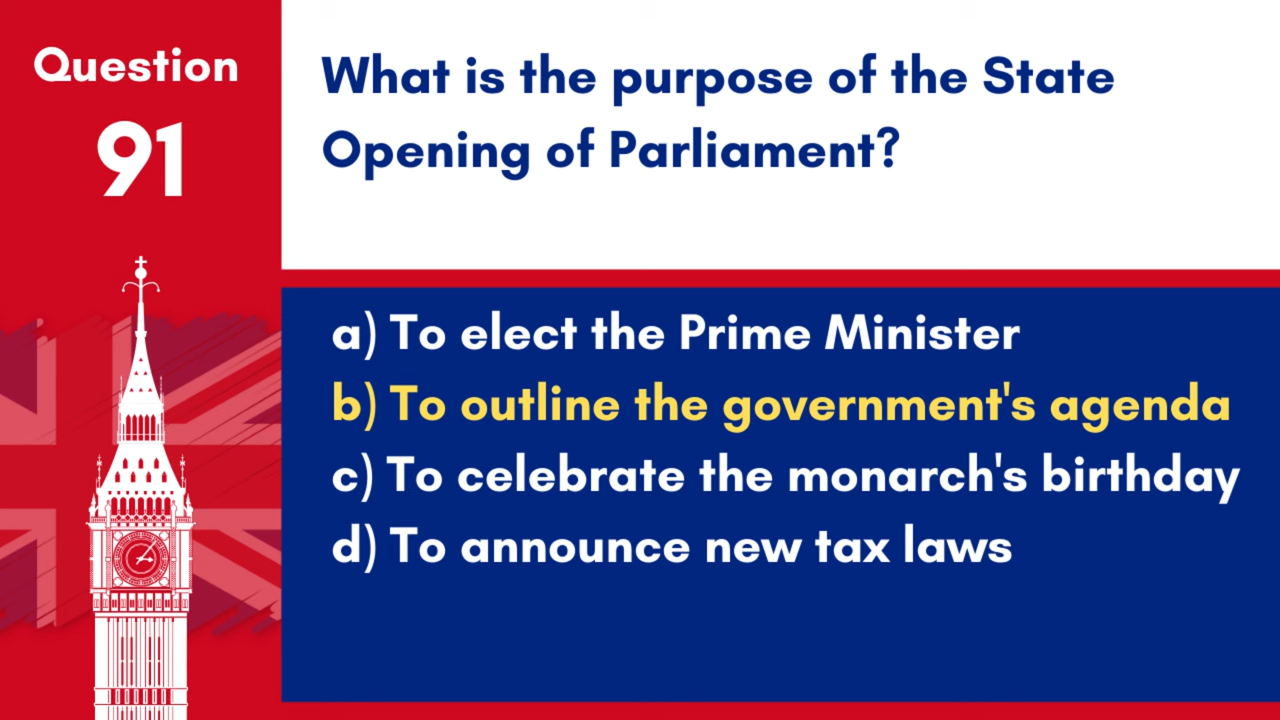 Question
91
What is the purpose of the State
Opening of Parliament?
a) To elect the Prime Minister
b) To outline the government's agenda
c) To celebrate the monarch's birthday
d) To announce new tax laws